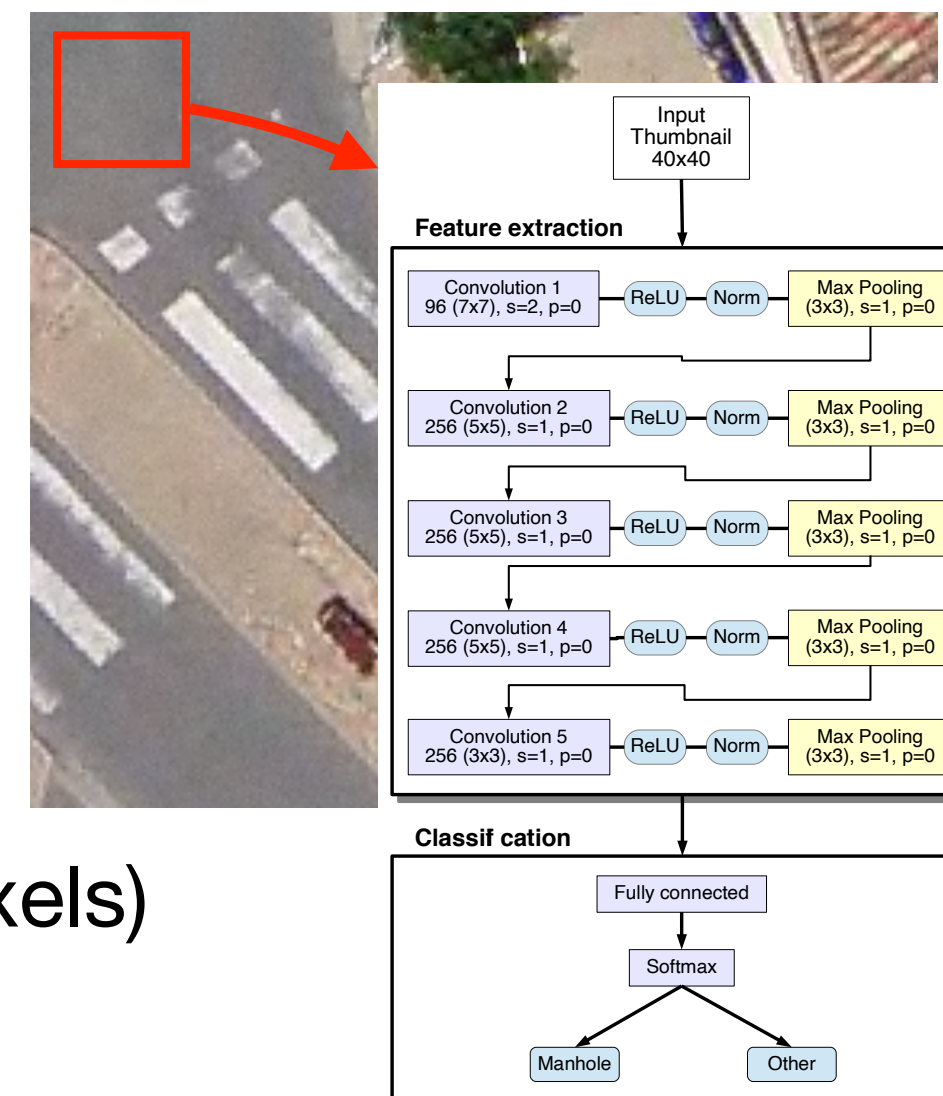 Input
Thumbnail
40x40
Feature extraction
Convolution 1
96 (7x7), s=2, p=0
ReLU
Norm
Max Pooling
(3x3), s=1, p=0
Convolution 2
256 (5x5), s=1, p=0
ReLU
Norm
Max Pooling
(3x3), s=1, p=0
Convolution 3
256 (5x5), s=1, p=0
ReLU
Norm
Max Pooling
(3x3), s=1, p=0
Convolution 4
256 (5x5), s=1, p=0
ReLU
Norm
Max Pooling
(3x3), s=1, p=0
Convolution 5
256 (3x3), s=1, p=0
ReLU
Norm
Max Pooling
(3x3), s=1, p=0
Classif cation
xels)
Fully connected
Softmax
Manhole
Other